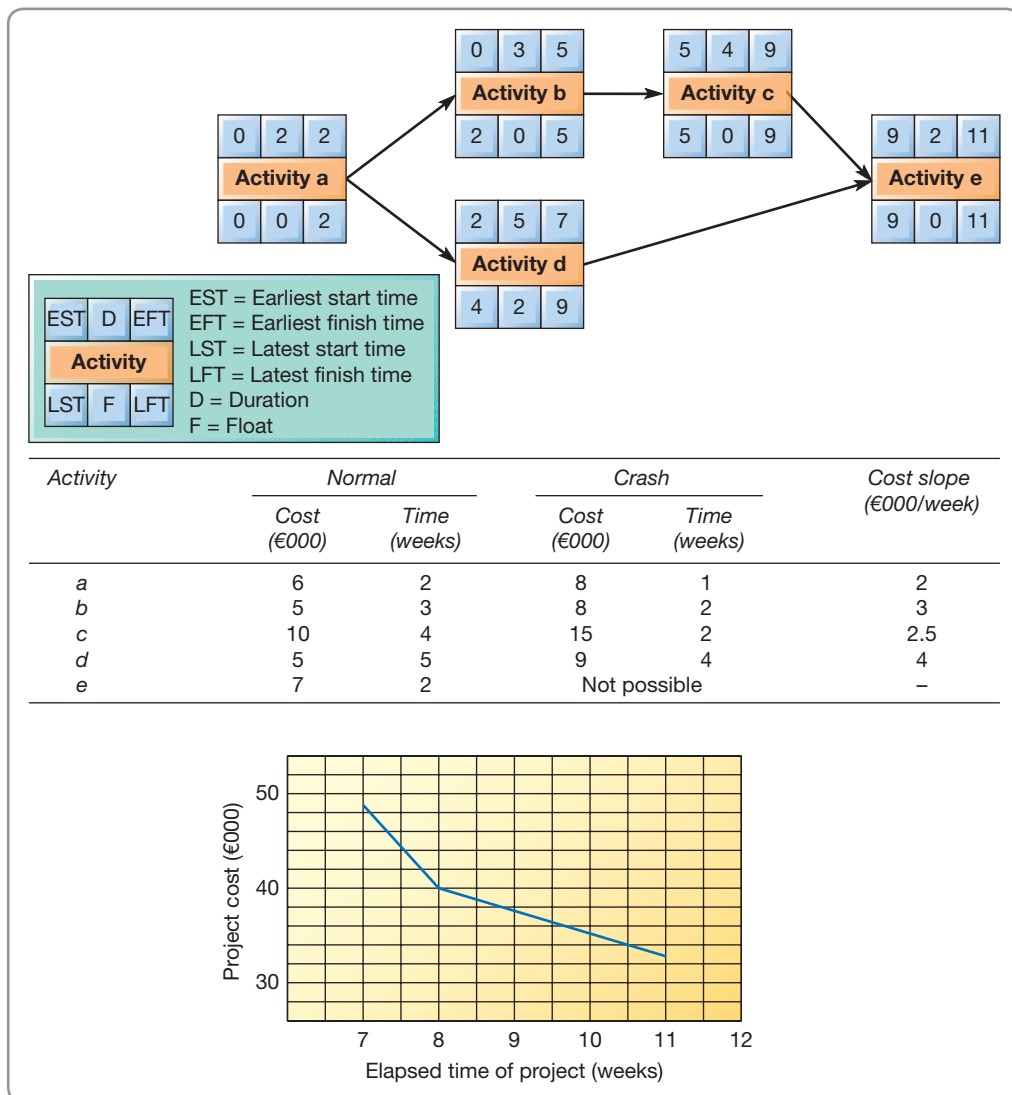 0 3 5
Activity b
2 0 5
5 4 9
Activity c
5 0 9
0 2 2
Activity a
0 0 2
9 2 11
Activity e
9 0 11
2 5 7
Activity d
4 2 9
EST D EFT
Activity
LST F LFT
EST = Earliest start time
EFT = Earliest finish time
LST = Latest start time
LFT = Latest finish time
D = Duration
F = Float
Activity Normal Crash Cost slope
(€000/week)
Cost Time Cost Time
(€000) (weeks) (€000) (weeks)
a 6 2 8 1 2
b 5 3 8 2 3
c 10 4 15 2 2.5
d 5 5 9 4 4
e 7 2 Not possible –
Project cost (€000)
50
40
30
7 8 9 10 11 12
Elapsed time of project (weeks)